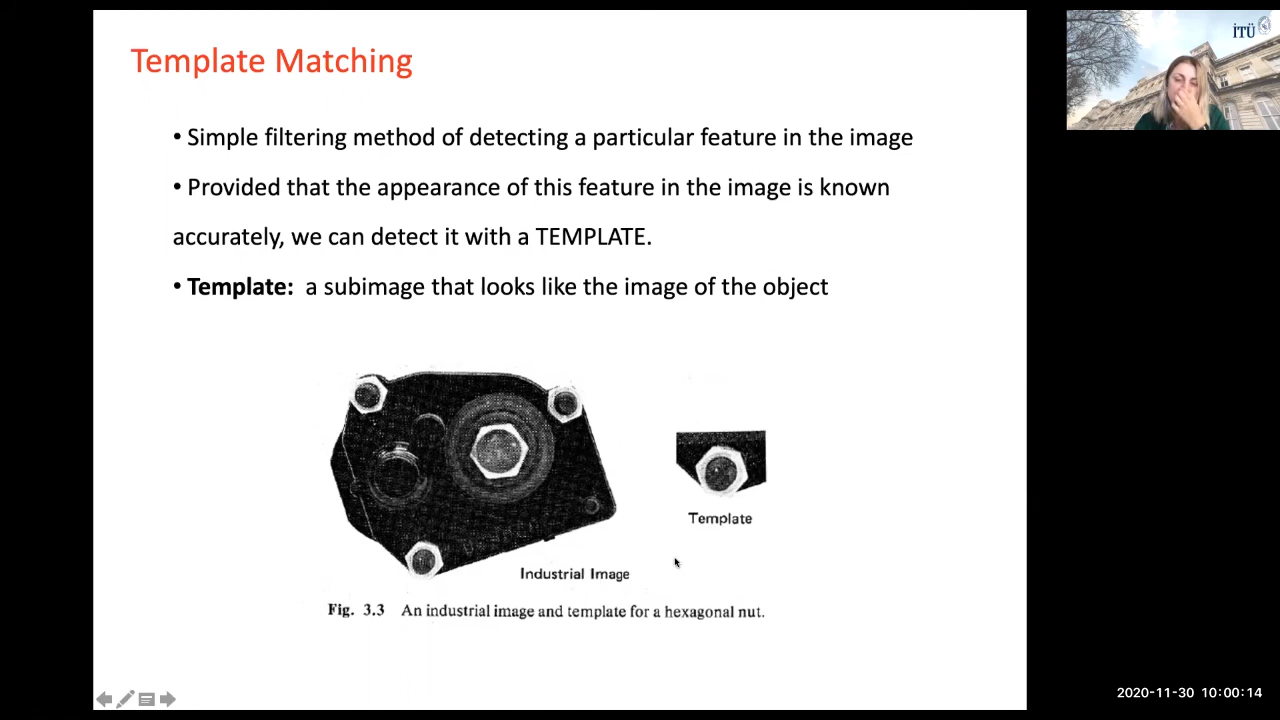 Template Matching
İTÜ
• Simple filtering method of detecting a particular feature in the image
• Provided that the appearance of this feature in the image is known
accurately, we can detect it with a TEMPLATE.
• Template: a subimage that looks like the image of the object
Template
Industrial Image
Fig. 3.3 An industrial image and template for a hexagonal nut.
2020-11-30 10:00:14